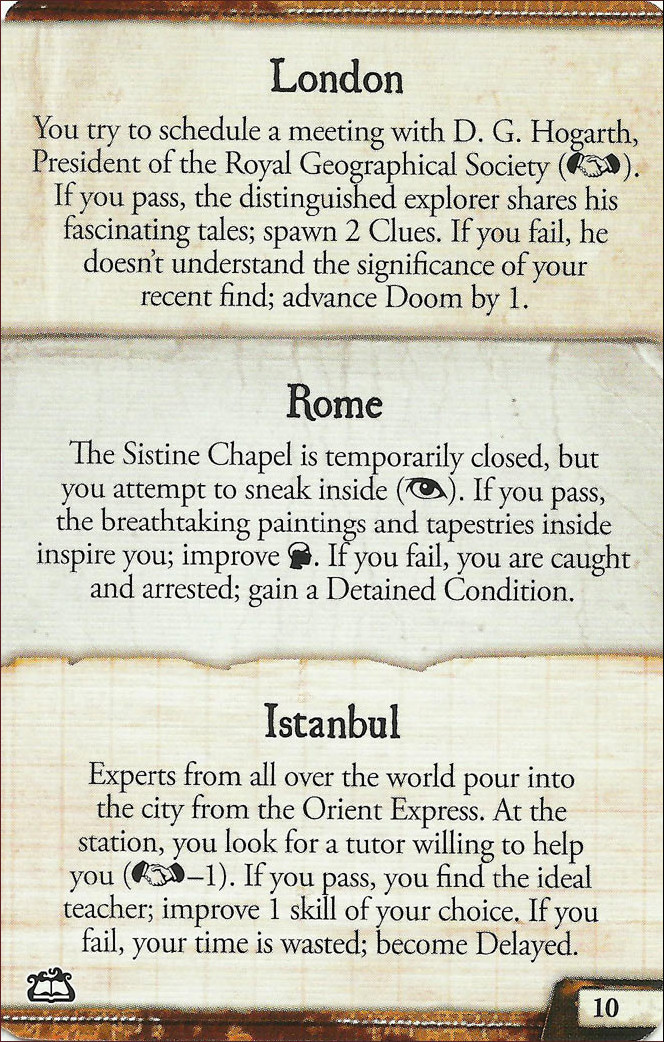 London
You try to schedule a meeting with D. G. Hogarth,
President of the Royal Geographical Society ( ).
If you pass, the distinguished explorer shares his
fascinating tales; spawn 2 Clues. If you fail, he
doesn’t understand the significance of your
recent find; advance Doom by 1.
Rome
The Sistine Chapel is temporarily closed, but
you attempt to sneak inside ( ). If you pass,
the breathtaking paintings and tapestries inside
inspire you; improve . If you fail, you are caught
and arrested; gain a Detained Condition.
Istanbul
Experts from all over the world pour into
the city from the Orient Express. At the
station, you look for a tutor willing to help
you ( –1). If you pass, you find the ideal
teacher; improve 1 skill of your choice. If you
fail, your time is wasted; become Delayed.
10